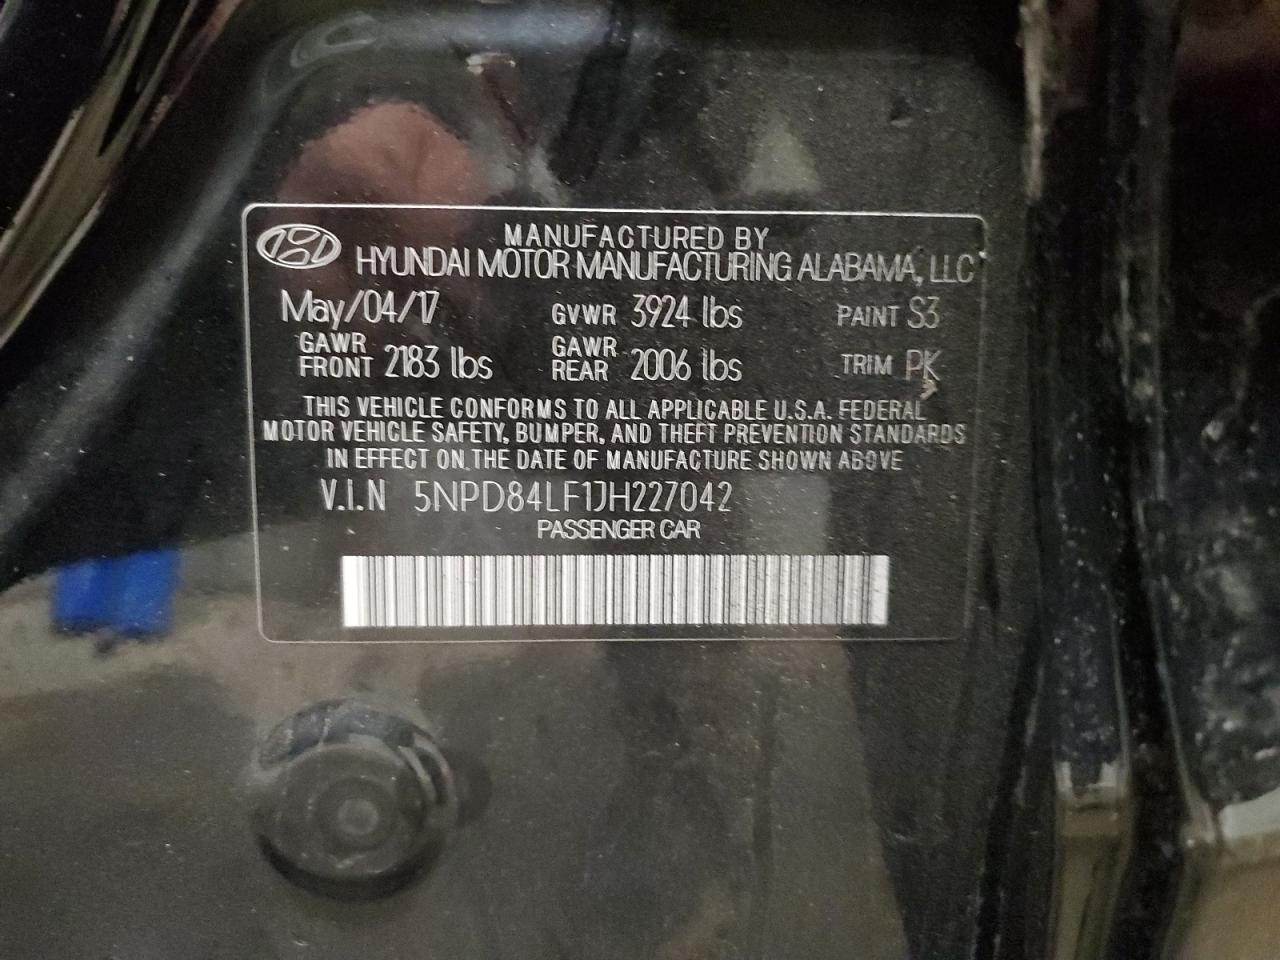 MANUFACTURED BY
HYUNDAI MOTOR MANUFACTURING ALABAMA, LLC
May/04/17 GVWR 3924 lbs PAINT S3
GAWR FRONT 2183 lbs GAWR REAR 2006 lbs TRIM PK
THIS VEHICLE CONFORMS TO ALL APPLICABLE U.S.A. FEDERAL
MOTOR VEHICLE SAFETY, BUMPER, AND THEFT PREVENTION STANDARDS
IN EFFECT ON THE DATE OF MANUFACTURE SHOWN ABOVE
V.I.N 5NPD84LF1JH227042
PASSENGER CAR